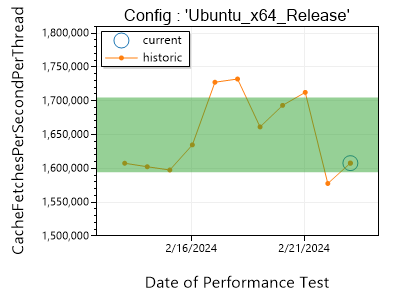 Config : 'Ubuntu_x64_Release'
CacheFetchesPerSecondPerThread
current
historic
1,800,000
1,750,000
1,700,000
1,650,000
1,600,000
1,550,000
1,500,000
2/16/2024
2/21/2024
Date of Performance Test